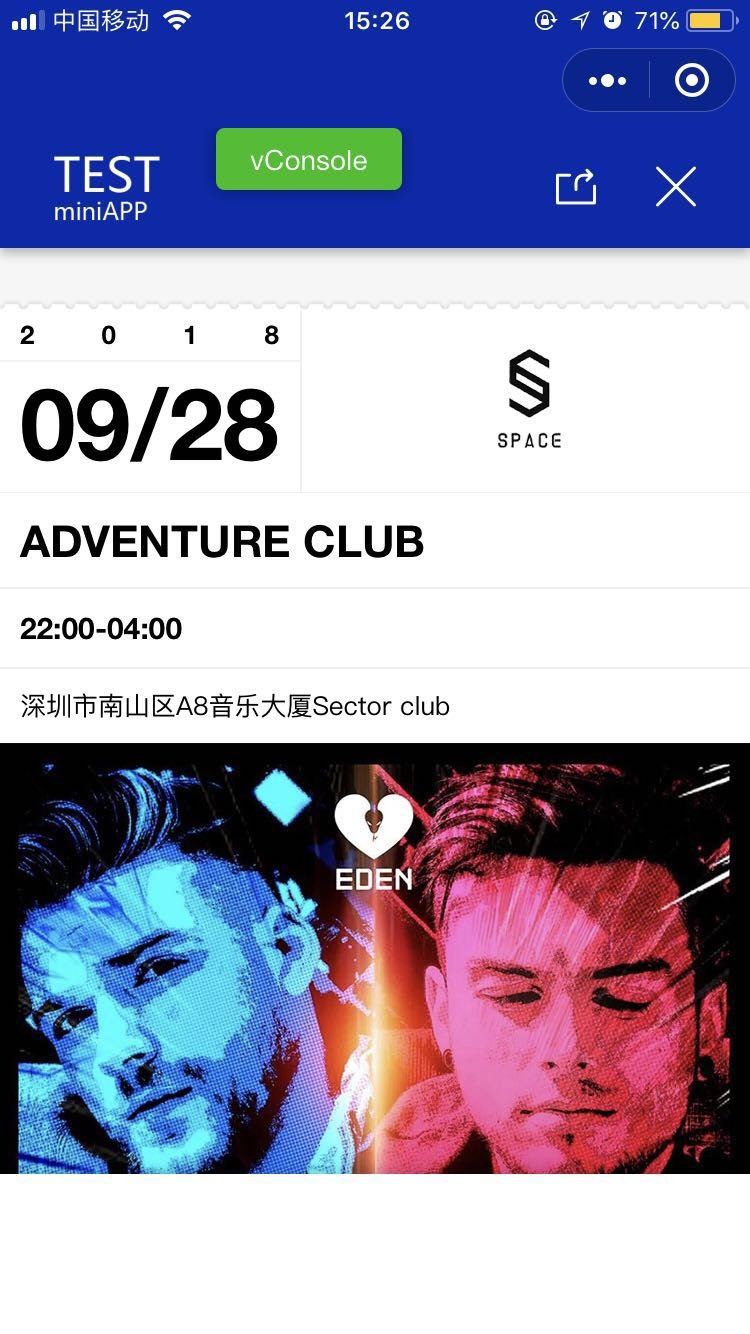 中国移动 15:26 71%
TEST
miniAPP
vConsole
2 0 1 8
09/28
SPACE
ADVENTURE CLUB
22:00-04:00
深圳市南山区A8音乐大厦Sector club
EDEN